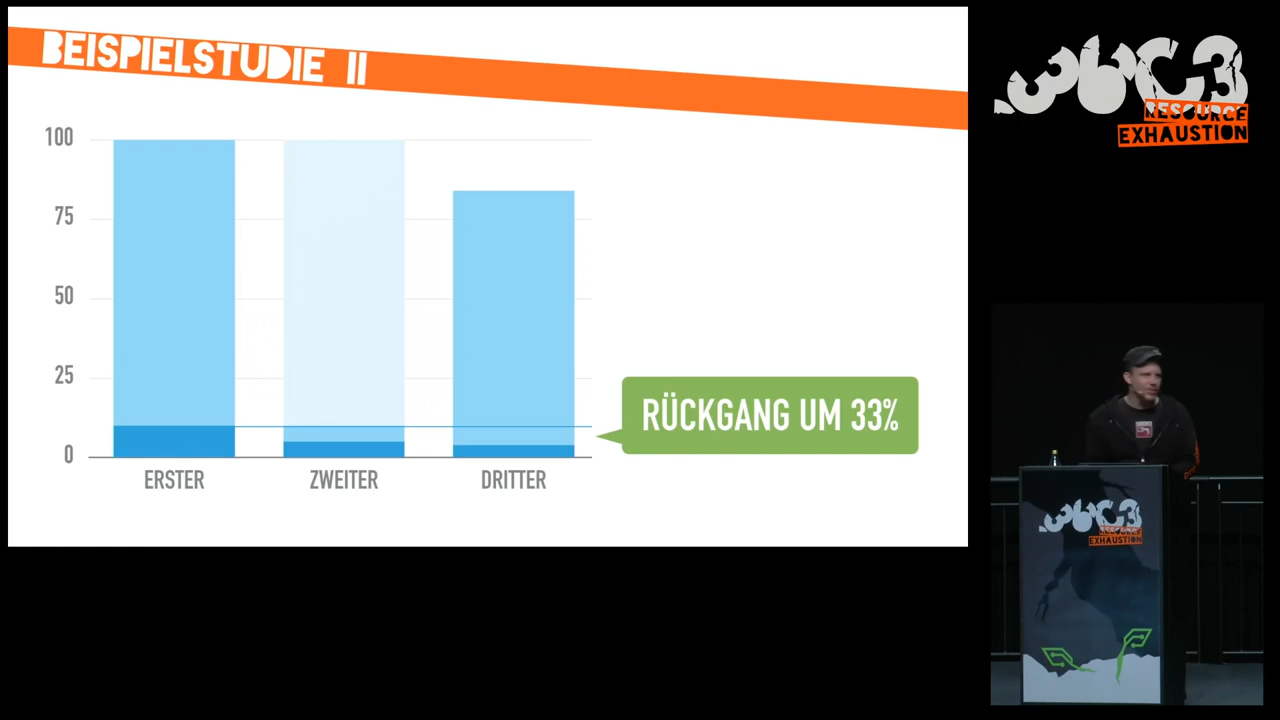 BEISPIELSTUDIE II
100
75
50
25
0
ERSTER
ZWEITER
DRITTER
RÜCKGANG UM 33%
36C3
RESOURCE
EXHAUSTION
36C3
RESOURCE
EXHAUSTION